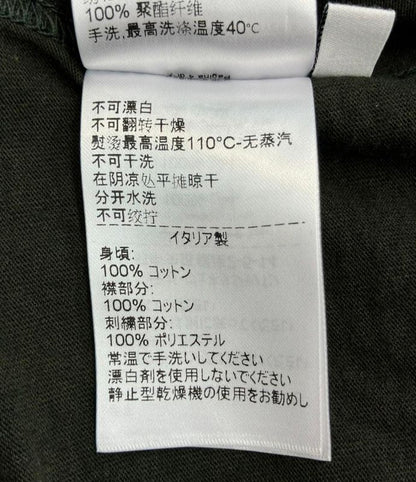 100% 聚酯纤维
手洗,最高洗涤温度40℃
不可漂白
不可翻转干燥
熨烫最高温度110°C-无蒸汽
不可干洗
在阴凉处平摊晾干
分开水洗
不可绞拧
イタリア製
身頃:
100% コットン
襟部分:
100% コットン
刺繍部分:
100% ポリエステル
常温で手洗いしてください
漂白剤を使用しないでください
静止型乾燥機の使用をお勧めし